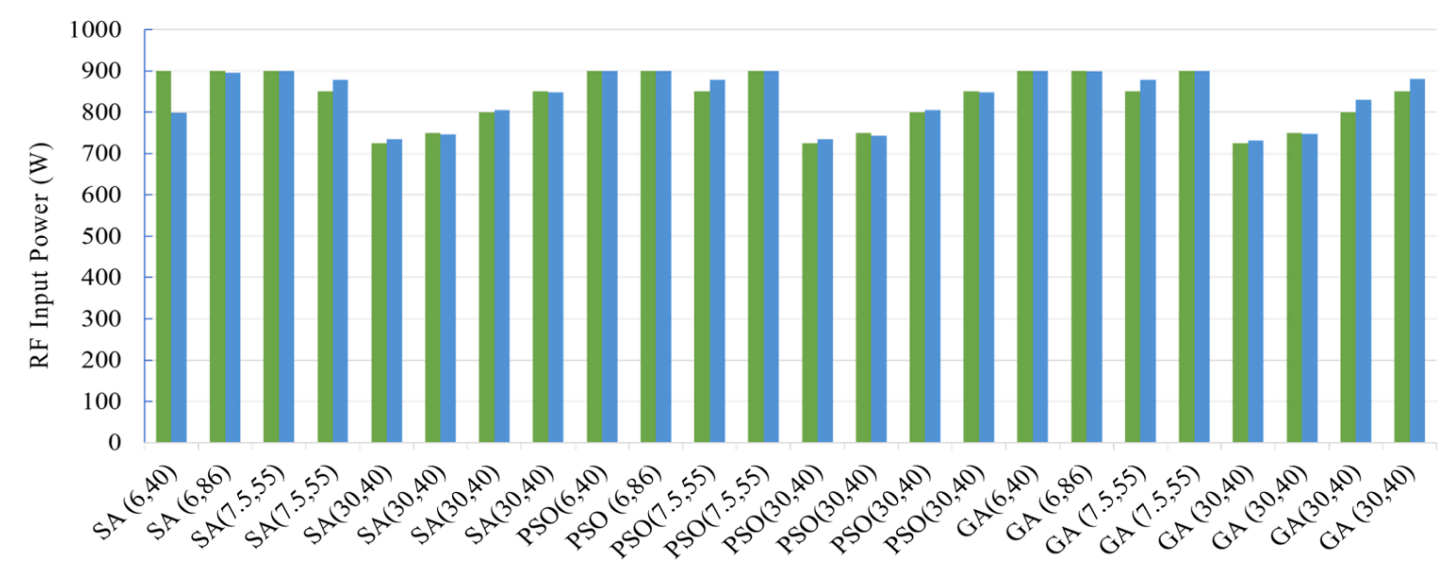 RF Input Power (W)
1000
900
800
700
600
500
400
300
200
100
0
SA (6,40)
SA (6,86)
SA(7.5,55)
SA(7.5,55)
SA(30,40)
SA(30,40)
SA(30,40)
SA(30,40)
PSO(6,40)
PSO (6,86)
PSO(7.5,55)
PSO(7.5,55)
PSO(30,40)
PSO(30,40)
PSO(30,40)
PSO(30,40)
GA(6,40)
GA (6,86)
GA (7.5,55)
GA (7.5,55)
GA (30,40)
GA (30,40)
GA(30,40)
GA (30,40)